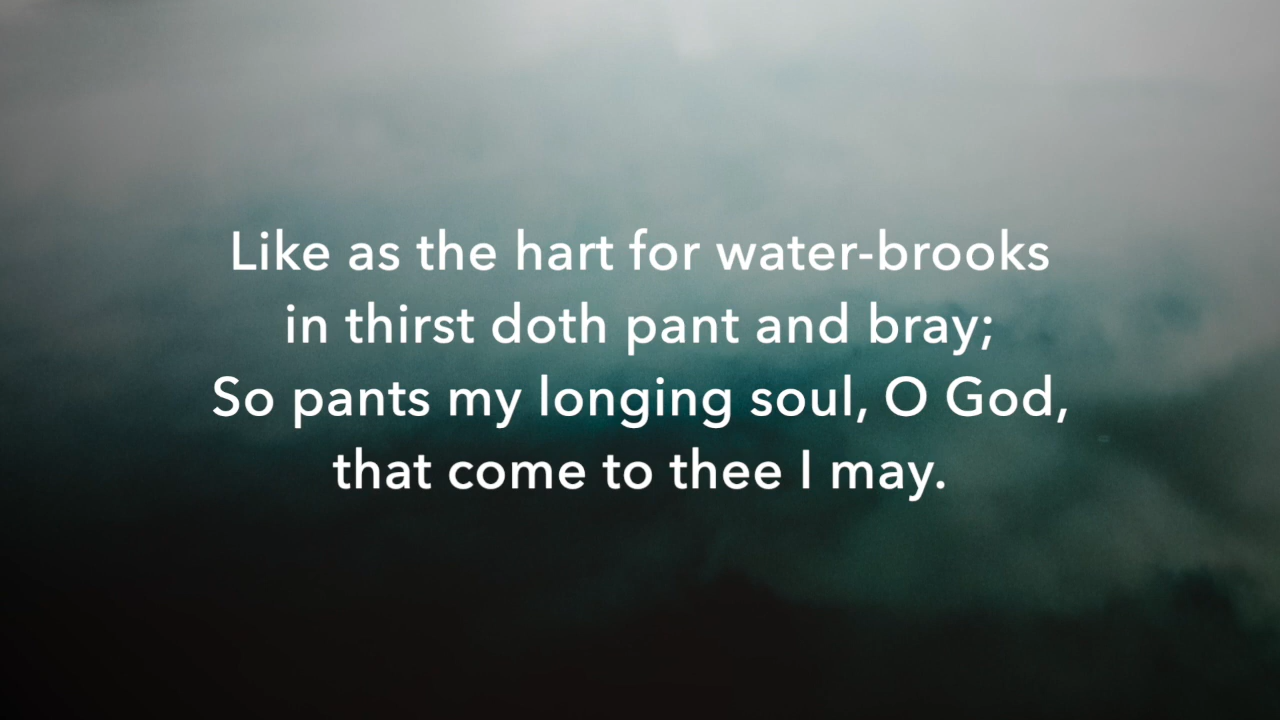 Like as the hart for water-brooks
in thirst doth pant and bray;
So pants my longing soul, O God,
that come to thee I may.